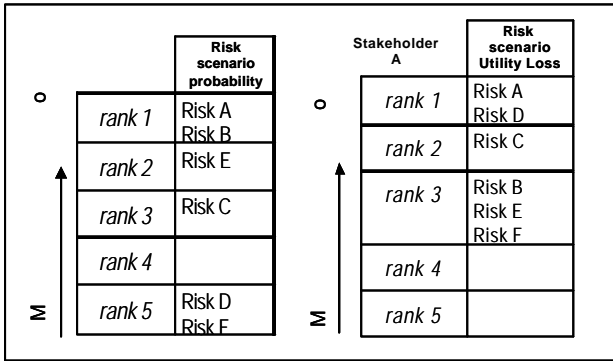 Risk
scenario
probability
O
rank 1
Risk A
Risk B
rank 2
Risk E
rank 3
Risk C
rank 4
M
rank 5
Risk D
Risk F
Stakeholder
A
Risk
scenario
Utility Loss
O
rank 1
Risk A
Risk D
rank 2
Risk C
rank 3
Risk B
Risk E
Risk F
rank 4
M
rank 5